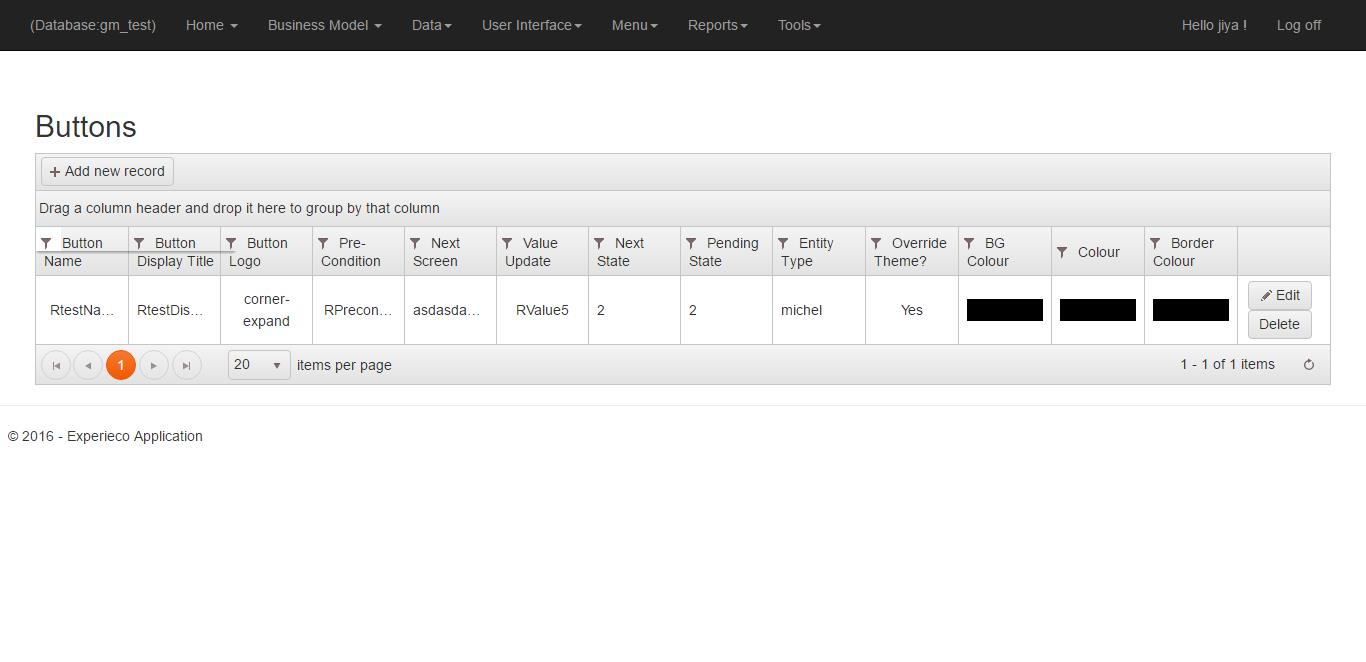 (Database:gm_test) Home Business Model Data User Interface Menu Reports Tools Hello jiya ! Log off
Buttons
+ Add new record
Drag a column header and drop it here to group by that column
Button Name Button Display Title Button Logo Pre-Condition Next Screen Value Update Next State Pending State Entity Type Override Theme? BG Colour Colour Border Colour
RtestNa... RtestDis... corner-expand RPrecon... asdasda... RValue5 2 2 michel Yes Edit
Delete
1 20 items per page 1 - 1 of 1 items
© 2016 - Experieco Application